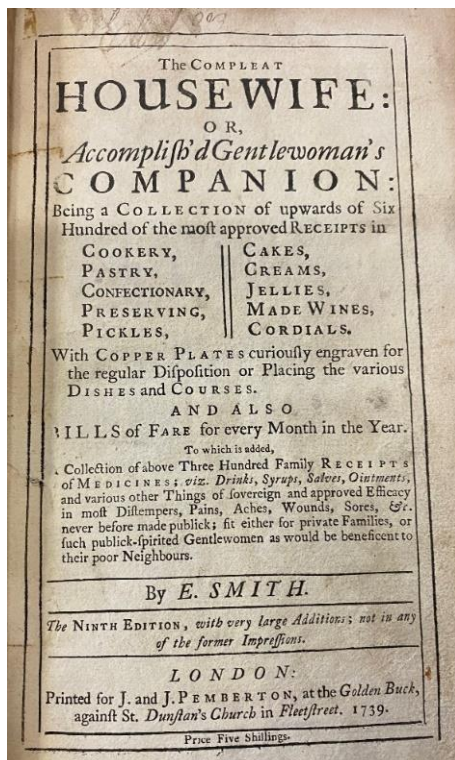 The COMPLEAT
HOUSEWIFE:
OR,
Accomplish'd Gentlewoman's
COMPANION:
Being a COLLECTION of upwards of Six
Hundred of the most approved RECEIPTS in
COOKERY, CAKES,
PASTRY, CREAMS,
CONFECTIONARY, JELLIES,
PRESERVING, MADE WINES,
PICKLES, CORDIALS.
With COPPER PLATES curiously engraven for
the regular Disposition or Placing the various
DISHES and COURSES.
AND ALSO
BILLS of FARE for every Month in the Year.
To which is added,
A Collection of above Three Hundred Family RECEIPTS
of MEDICINES; viz. Drinks, Syrups, Salves, Ointments,
and various other Things of sovereign and approved Efficacy
in most Distempers, Pains, Aches, Wounds, Sores, &c.
never before made publick; fit either for private Families, or
such publick-spirited Gentlewomen as would be beneficent to
their poor Neighbours.
By E. SMITH.
The NINTH EDITION, with very large Additions; not in any
of the former Impressions.
LONDON:
Printed for J. and J. PEMBERTON, at the Golden Buck,
against St. Dunstan's Church in Fleetstreet. 1739.
Price Five Shillings.